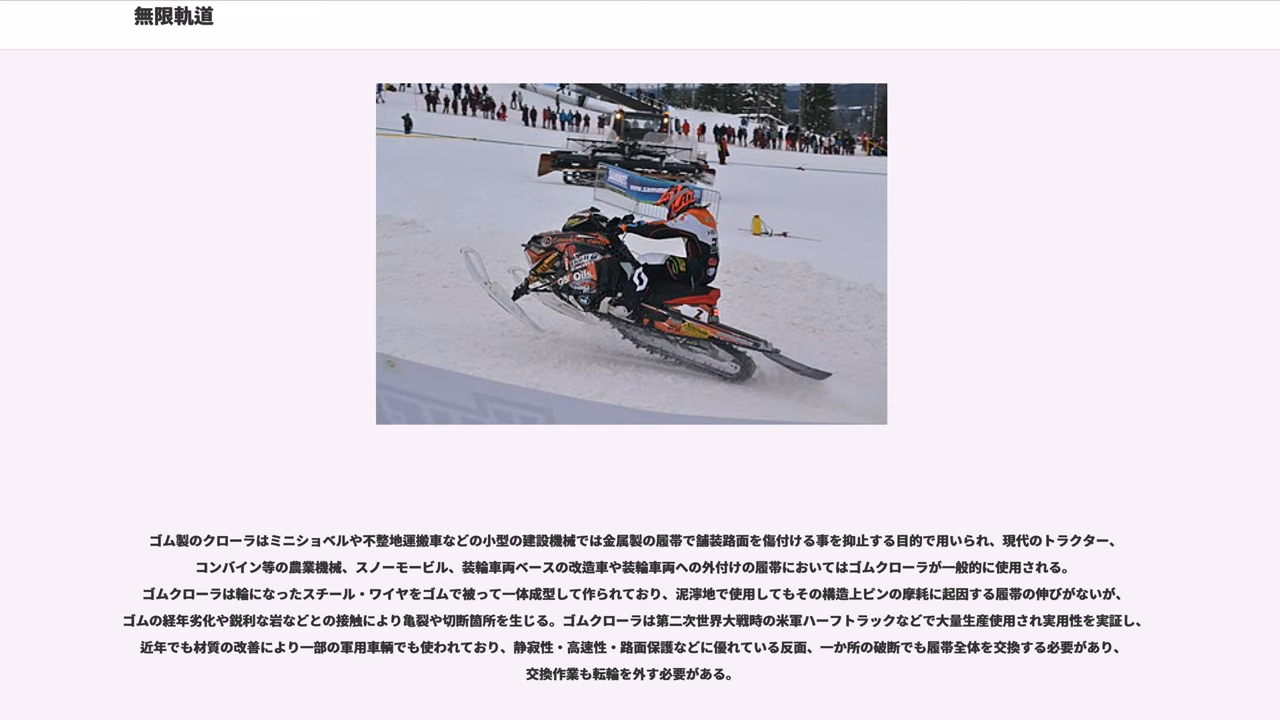 無限軌道
SAMMET
www.samme
Oils
2
ゴム製のクローラはミニショベルや不整地運搬車などの小型の建設機械では金属製の履帯で舗装路面を傷付ける事を抑止する目的で用いられ、現代のトラクター、
コンバイン等の農業機械、スノーモービル、装輪車両ベースの改造車や装輪車両への外付けの履帯においてはゴムクローラが一般的に使用される。
ゴムクローラは輪になったスチール・ワイヤをゴムで被って一体成型して作られており、泥濘地で使用してもその構造上ピンの摩耗に起因する履帯の伸びがないが、
ゴムの経年劣化や鋭利な岩などとの接触により亀裂や切断箇所を生じる。ゴムクローラは第二次世界大戦時の米軍ハーフトラックなどで大量生産使用され実用性を実証し、
近年でも材質の改善により一部の軍用車輌でも使われており、静寂性・高速性・路面保護などに優れている反面、一か所の破断でも履帯全体を交換する必要があり、
交換作業も転輪を外す必要がある。